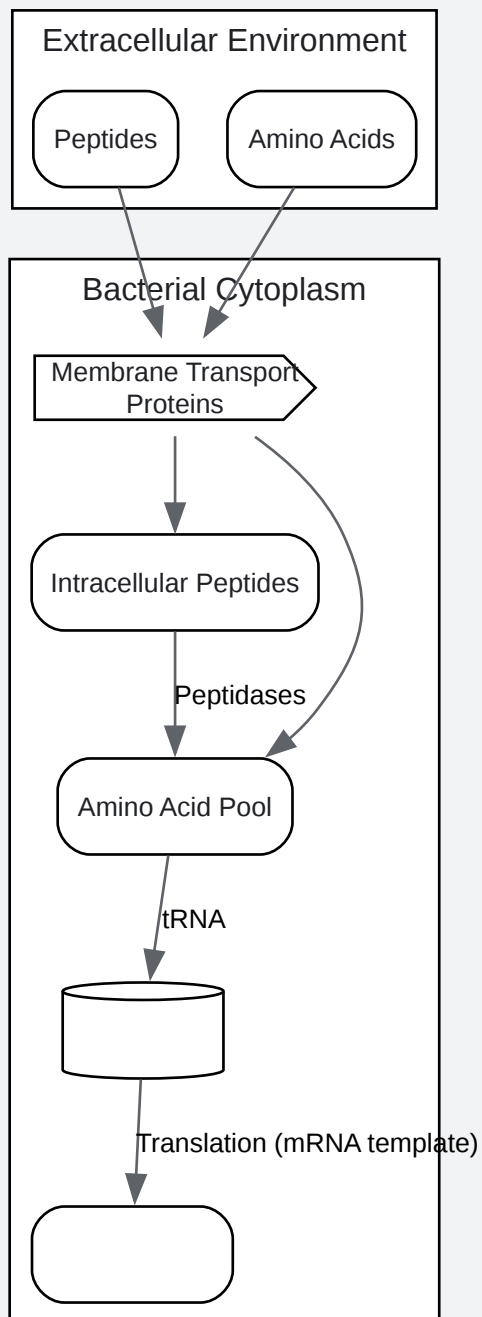 Extracellular Environment
Peptides
Amino Acids
Bacterial Cytoplasm
Membrane Transport
Proteins
Intracellular Peptides
Peptidases
Amino Acid Pool
tRNA
Translation (mRNA template)